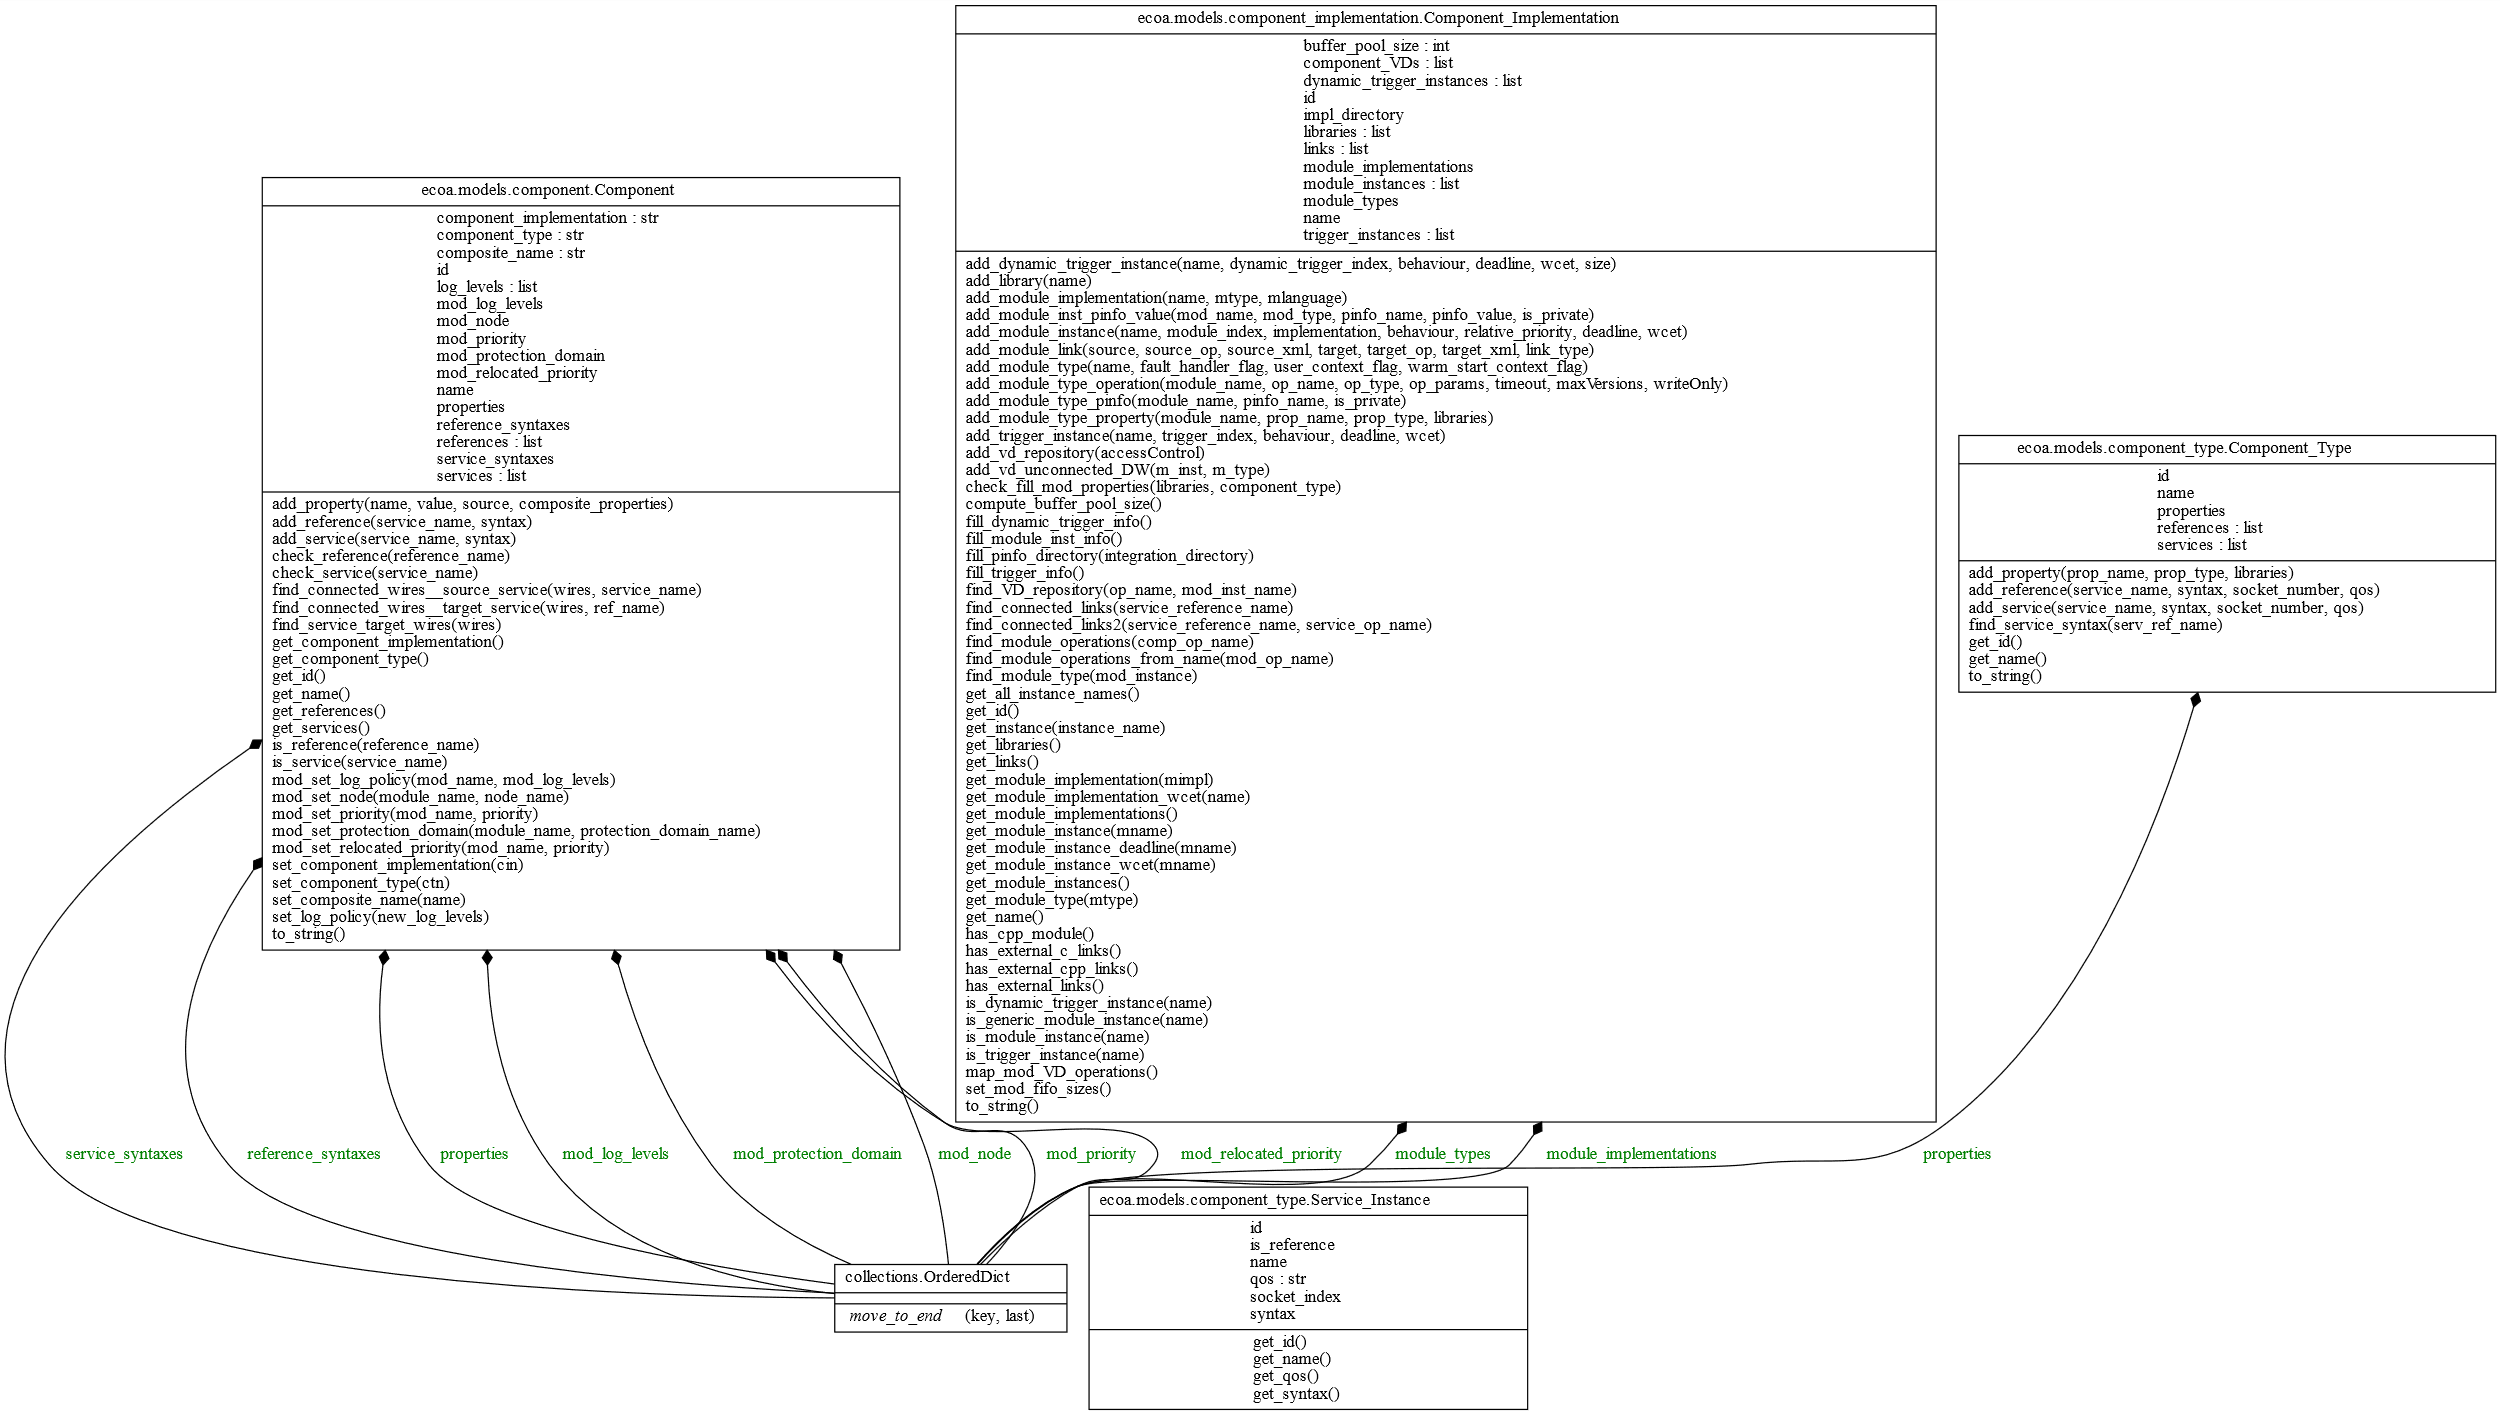 ecoa.models.component_implementation.Component_Implementation
buffer_pool_size : int
component_VDs : list
dynamic_trigger_instances : list
id
impl_directory
libraries : list
links : list
module_implementations
module_instances : list
module_types
name
trigger_instances : list
add_dynamic_trigger_instance(name, dynamic_trigger_index, behaviour, deadline, wcet, size)
add_library(name)
add_module_implementation(name, mtype, mlanguage)
add_module_inst_pinfo_value(mod_name, mod_type, pinfo_name, pinfo_value, is_private)
add_module_instance(name, module_index, implementation, behaviour, relative_priority, deadline, wcet)
add_module_link(source, source_op, source_xml, target, target_op, target_xml, link_type)
add_module_type(name, fault_handler_flag, user_context_flag, warm_start_context_flag)
add_module_type_operation(module_name, op_name, op_type, op_params, timeout, maxVersions, writeOnly)
add_module_type_pinfo(module_name, pinfo_name, is_private)
add_module_type_property(module_name, prop_name, prop_type, libraries)
add_trigger_instance(name, trigger_index, behaviour, deadline, wcet)
add_vd_repository(accessControl)
add_vd_unconnected_DW(m_inst, m_type)
check_fill_mod_properties(libraries, component_type)
compute_buffer_pool_size()
fill_dynamic_trigger_info()
fill_module_inst_info()
fill_pinfo_directory(integration_directory)
fill_trigger_info()
find_VD_repository(op_name, mod_inst_name)
find_connected_links(service_reference_name)
find_connected_links2(service_reference_name, service_op_name)
find_module_operations(comp_op_name)
find_module_operations_from_name(mod_op_name)
find_module_type(mod_instance)
get_all_instance_names()
get_id()
get_instance(instance_name)
get_libraries()
get_links()
get_module_implementation(mimpl)
get_module_implementation_wcet(name)
get_module_implementations()
get_module_instance(mname)
get_module_instance_deadline(mname)
get_module_instance_wcet(mname)
get_module_instances()
get_module_type(mtype)
get_name()
has_cpp_module()
has_external_c_links()
has_external_cpp_links()
has_external_links()
is_dynamic_trigger_instance(name)
is_generic_module_instance(name)
is_module_instance(name)
is_trigger_instance(name)
map_mod_VD_operations()
set_mod_fifo_sizes()
to_string()
ecoa.models.component.Component
component_implementation : str
component_type : str
composite_name : str
id
log_levels : list
mod_log_levels
mod_node
mod_priority
mod_protection_domain
mod_relocated_priority
name
properties
reference_syntaxes
references : list
service_syntaxes
services : list
add_property(name, value, source, composite_properties)
add_reference(service_name, syntax)
add_service(service_name, syntax)
check_reference(reference_name)
check_service(service_name)
find_connected_wires__source_service(wires, service_name)
find_connected_wires__target_service(wires, ref_name)
find_service_target_wires(wires)
get_component_implementation()
get_component_type()
get_id()
get_name()
get_references()
get_services()
is_reference(reference_name)
is_service(service_name)
mod_set_log_policy(mod_name, mod_log_levels)
mod_set_node(module_name, node_name)
mod_set_priority(mod_name, priority)
mod_set_protection_domain(module_name, protection_domain_name)
mod_set_relocated_priority(mod_name, priority)
set_component_implementation(cin)
set_component_type(ctn)
set_composite_name(name)
set_log_policy(new_log_levels)
to_string()
ecoa.models.component_type.Component_Type
id
name
properties
references : list
services : list
add_property(prop_name, prop_type, libraries)
add_reference(service_name, syntax, socket_number, qos)
add_service(service_name, syntax, socket_number, qos)
find_service_syntax(serv_ref_name)
get_id()
get_name()
to_string()
service_syntaxes
reference_syntaxes
properties
mod_log_levels
mod_protection_domain
mod_node
mod_priority
mod_relocated_priority
module_types
module_implementations
properties
ecoa.models.component_type.Service_Instance
id
is_reference
name
qos : str
socket_index
syntax
get_id()
get_name()
get_qos()
get_syntax()
collections.OrderedDict
move_to_end (key, last)